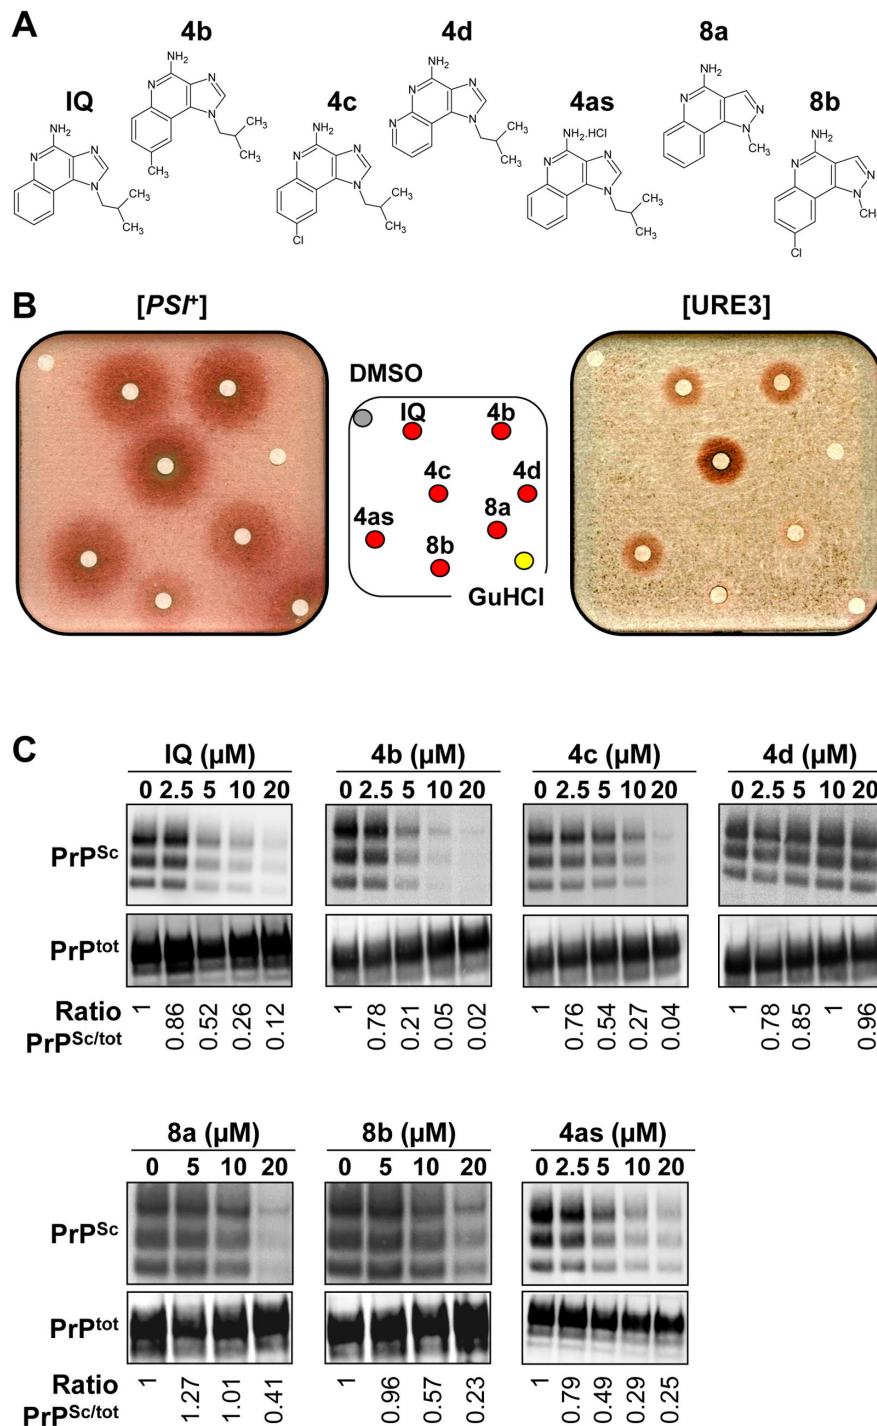 A
4b
4d
8a
IQ
4c
4as
8b
NH₂
N
N
N
CH₃
CH₃
NH₂
N
N
N
CH₃
CH₃
CH₃
NH₂
N
N
N
CH₃
CH₃
Cl
NH₂
N
N
N
N
CH₃
CH₃
NH₂.HCl
N
N
N
CH₃
CH₃
NH₂
N
N
N
CH₃
NH₂
N
N
N
CH₃
Cl
B
[PSI⁺]
[URE3]
DMSO
IQ
4b
4c
4d
4as
8a
8b
GuHCl
C
IQ (µM) 4b (µM) 4c (µM) 4d (µM)
0 2.5 5 10 20 0 2.5 5 10 20 0 2.5 5 10 20 0 2.5 5 10 20
PrPSc
PrPtot
Ratio
PrPSc/tot
1 0.86 0.52 0.26 0.12 1 0.78 0.21 0.05 0.02 1 0.76 0.54 0.27 0.04 1 0.78 0.85 1 0.96
8a (µM) 8b (µM) 4as (µM)
0 5 10 20 0 5 10 20 0 2.5 5 10 20
PrPSc
PrPtot
Ratio
PrPSc/tot
1 1.27 1.01 0.41 1 0.96 0.57 0.23 1 0.79 0.49 0.29 0.25